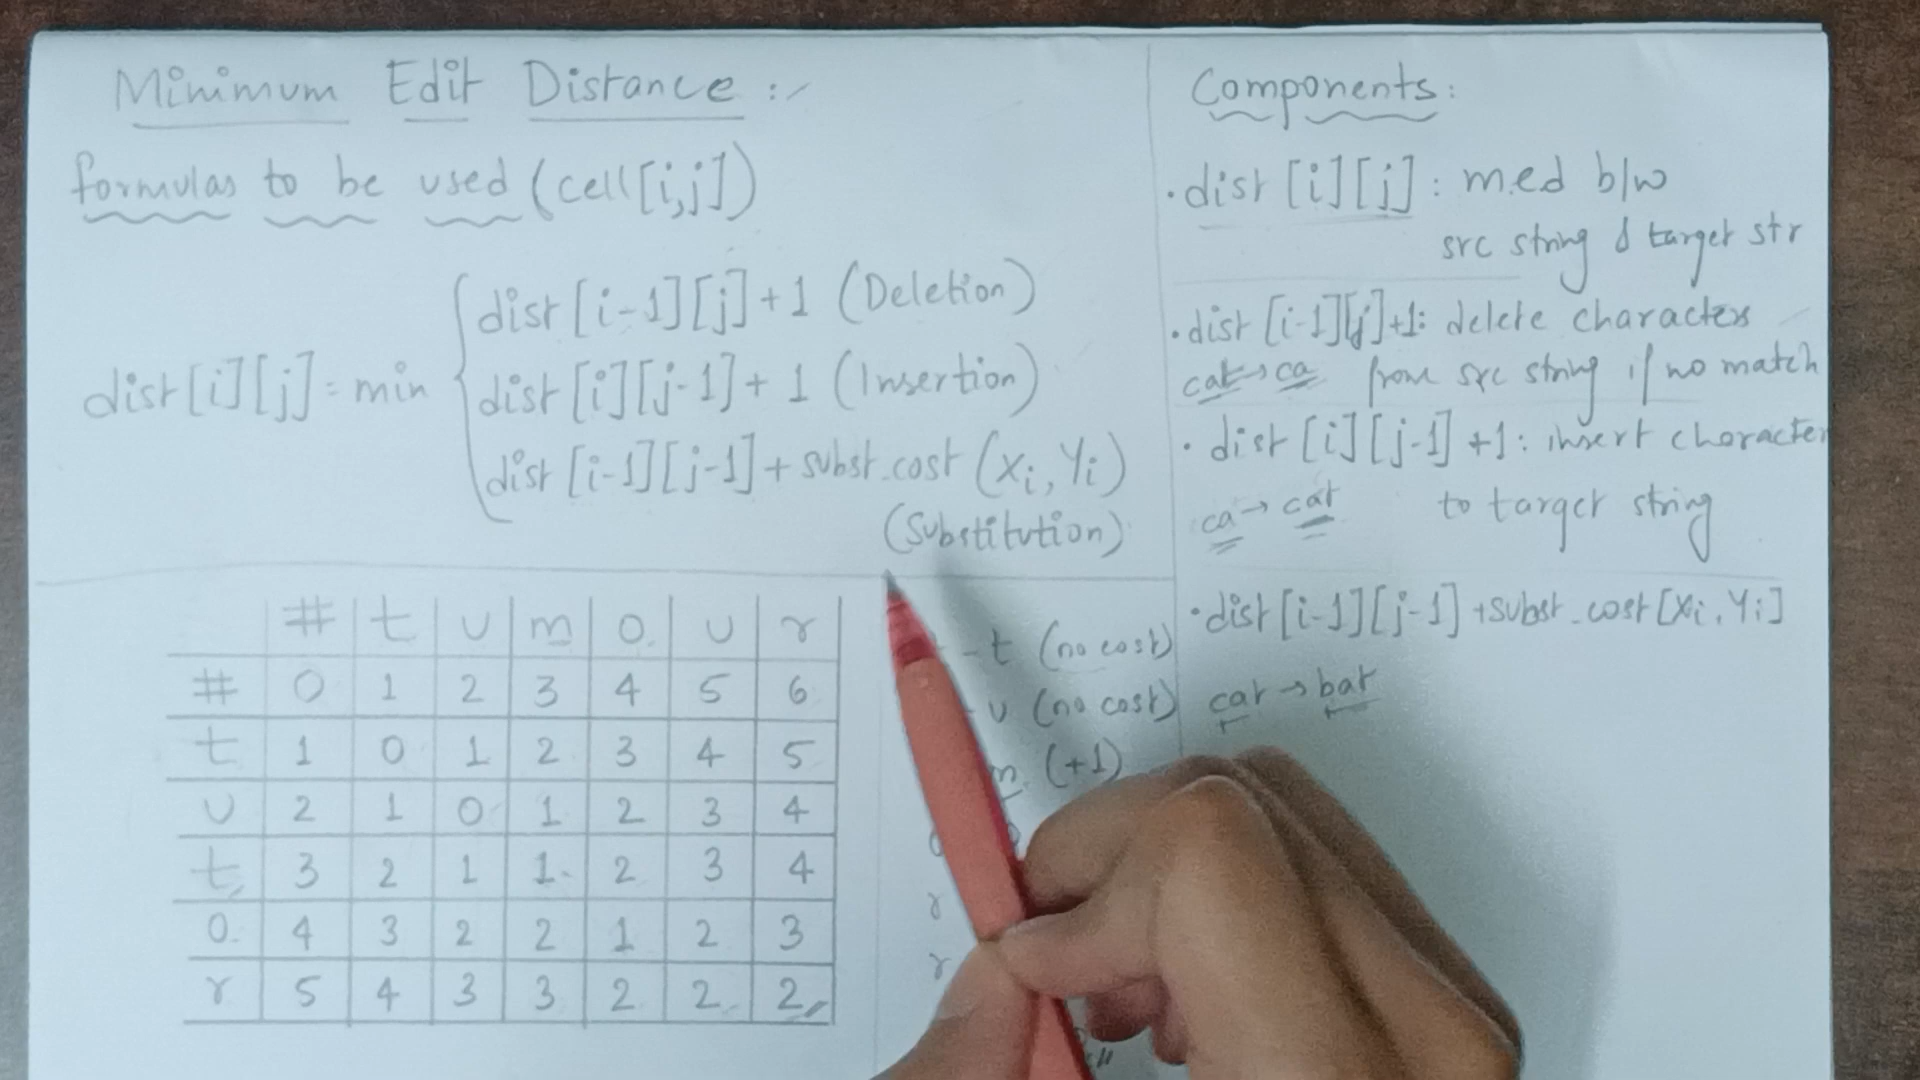 Minimum Edit Distance :-
formulas to be used (cell[i,j])
dist[i][j] = min
dist[i-1][j]+1 (Deletion)
dist[i][j-1]+1 (Insertion)
dist[i-1][j-1]+subst.cost (Xi, Yi)
(Substitution)
# t u m o u r
# 0 1 2 3 4 5 6
t 1 0 1 2 3 4 5
u 2 1 0 1 2 3 4
t 3 2 1 1 2 3 4
o 4 3 2 2 1 2 3
r 5 4 3 3 2 2 2
- t (no cost)
- u (no cost)
m (+1)
r
r
Components:
. dist [i][j]: m.e.d b/w
src string & target str
. dist [i-1][j]+1: delete characters
cat → ca from src string if no match
. dist [i][j-1] +1: insert character
ca → cat to target string
. dist[i-1][j-1] +subst_cost[Xi, Yi]
cat → bat